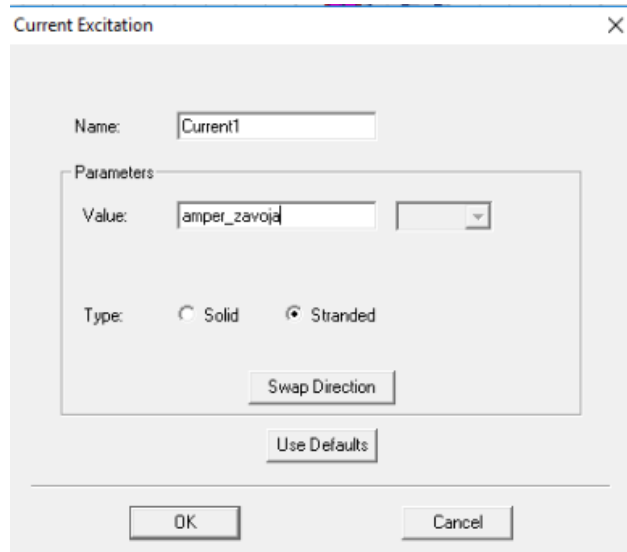 Current Excitation
Name: Current1
Parameters
Value: amper_zavoja
Type: Solid Stranded
Swap Direction
Use Defaults
OK Cancel